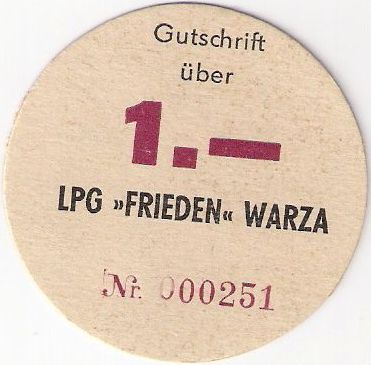 Gutschrift
über
1.—
LPG »FRIEDEN« WARZA
Nr. 000251